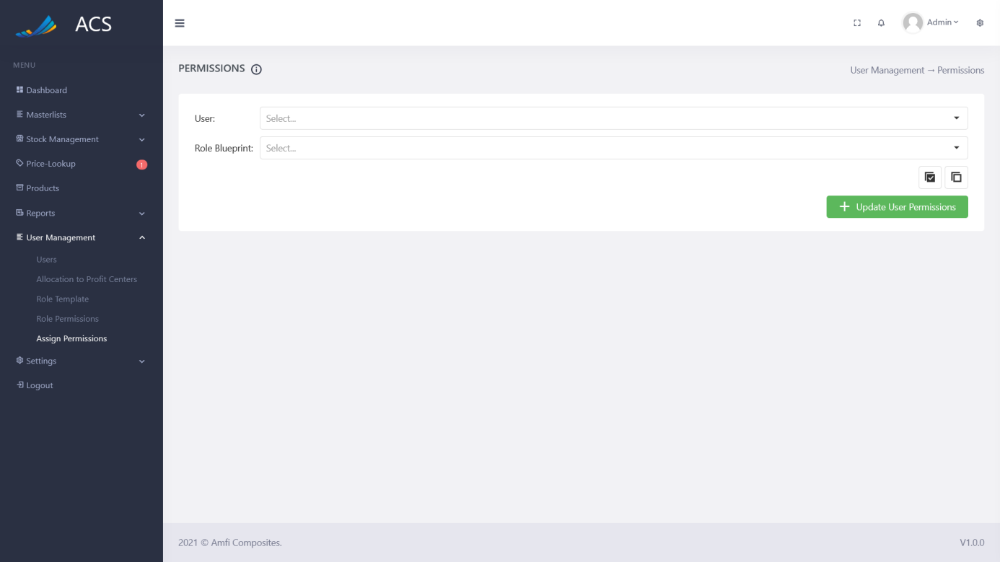 ACS
Admin
MENU
Dashboard
Masterlists
Stock Management
Price-Lookup
1
Products
Reports
User Management
Users
Allocation to Profit Centers
Role Template
Role Permissions
Assign Permissions
Settings
Logout
PERMISSIONS
User Management → Permissions
User:
Select...
Role Blueprint:
Select...
Update User Permissions
2021 © Amfi Composites.
V1.0.0